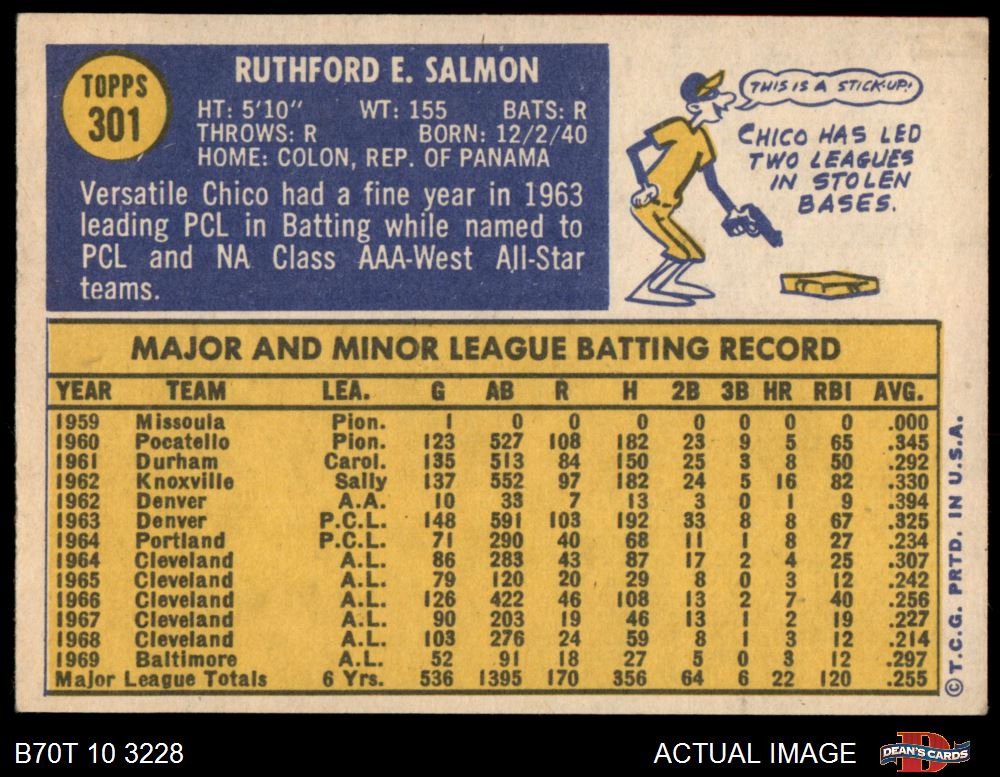 TOPPS
301
RUTHFORD E. SALMON
HT: 5'10" WT: 155 BATS: R
THROWS: R BORN: 12/2/40
HOME: COLON, REP. OF PANAMA
Versatile Chico had a fine year in 1963
leading PCL in Batting while named to
PCL and NA Class AAA-West All-Star
teams.
THIS IS A STICK-UP!
CHICO HAS LED
TWO LEAGUES
IN STOLEN
BASES.
MAJOR AND MINOR LEAGUE BATTING RECORD
YEAR TEAM LEA. G AB R H 2B 3B HR RBI AVG.
1959 Missoula Pion. 1 0 0 0 0 0 0 0 .000
1960 Pocatello Pion. 123 527 108 182 23 9 5 65 .345
1961 Durham Carol. 135 513 84 150 25 3 8 50 .292
1962 Knoxville Sally 137 552 97 182 24 5 16 82 .330
1962 Denver A.A. 10 33 7 13 3 0 1 9 .394
1963 Denver P.C.L. 148 591 103 192 33 8 8 67 .325
1964 Portland P.C.L. 71 290 40 68 11 1 8 27 .234
1964 Cleveland A.L. 86 283 43 87 17 2 4 25 .307
1965 Cleveland A.L. 79 120 20 29 8 0 3 12 .242
1966 Cleveland A.L. 126 422 46 108 13 2 7 40 .256
1967 Cleveland A.L. 90 203 19 46 13 1 2 19 .227
1968 Cleveland A.L. 103 276 24 59 8 1 3 12 .214
1969 Baltimore A.L. 52 91 18 27 5 0 3 12 .297
Major League Totals 6 Yrs. 536 1395 170 356 64 6 22 120 .255
© T.C.G. PRTD. IN U.S.A.
B70T 10 3228 ACTUAL IMAGE
D
DEAN'S CARDS